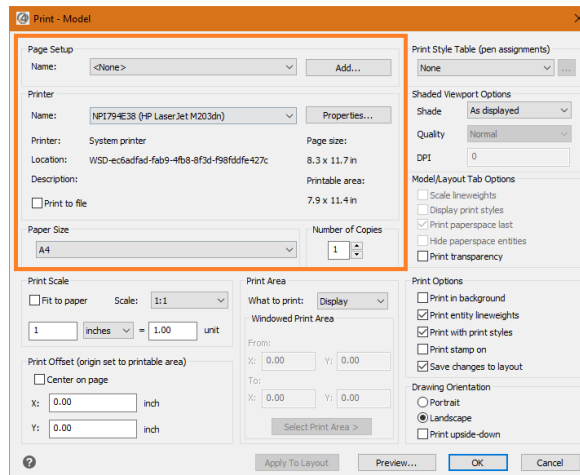 Print - Model
Page Setup
Name: <None> Add...
Printer
Name: NPI794E38 (HP LaserJet M203dn) Properties...
Printer: System printer Page size:
Location: WSD-ec6adfad-fab9-4fb8-8f3d-f98fddfe427c 8.3 x 11.7 in
Description: Printable area:
7.9 x 11.4 in
Print to file
Paper Size
A4
Number of Copies
1
Print Style Table (pen assignments)
None ...
Shaded Viewport Options
Shade As displayed
Quality Normal
DPI 0
Model/Layout Tab Options
Scale lineweights
Display print styles
Print paperspace last
Hide paperspace entities
Print transparency
Print Scale
Fit to paper Scale: 1:1
1 inches = 1.00 unit
Print Offset (origin set to printable area)
Center on page
X: 0.00 inch
Y: 0.00 inch
Print Area
What to print: Display
Windowed Print Area
From:
X: 0.00 Y: 0.00
To:
X: 0.00 Y: 0.00
Select Print Area >
Print Options
Print in background
Print entity lineweights
Print with print styles
Print stamp on
Save changes to layout
Drawing Orientation
Portrait
Landscape
Print upside-down
? Apply To Layout Preview... OK Cancel